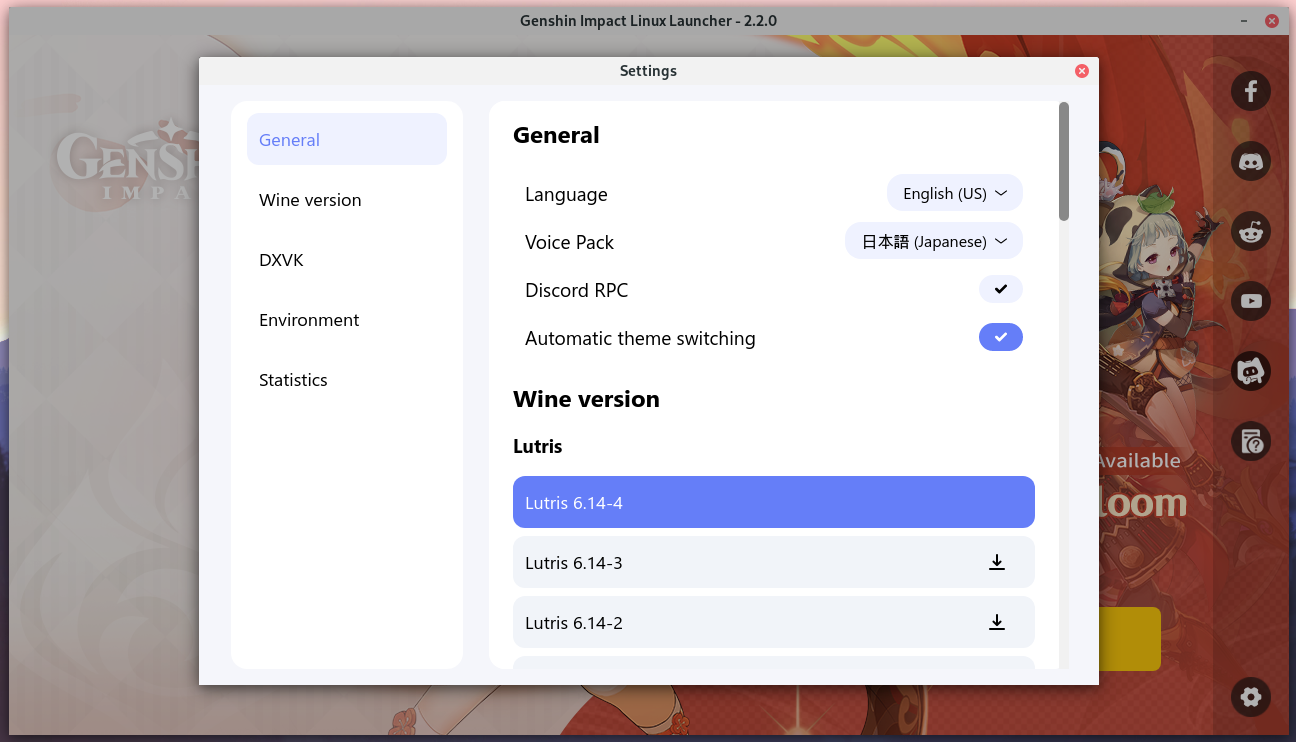 Genshin Impact Linux Launcher - 2.2.0
Settings
General
Wine version
DXVK
Environment
Statistics
General
Language
English (US)
Voice Pack
日本語 (Japanese)
Discord RPC
Automatic theme switching
Wine version
Lutris
Lutris 6.14-4
Lutris 6.14-3
Lutris 6.14-2
GENSH
IMPA
Available
loom